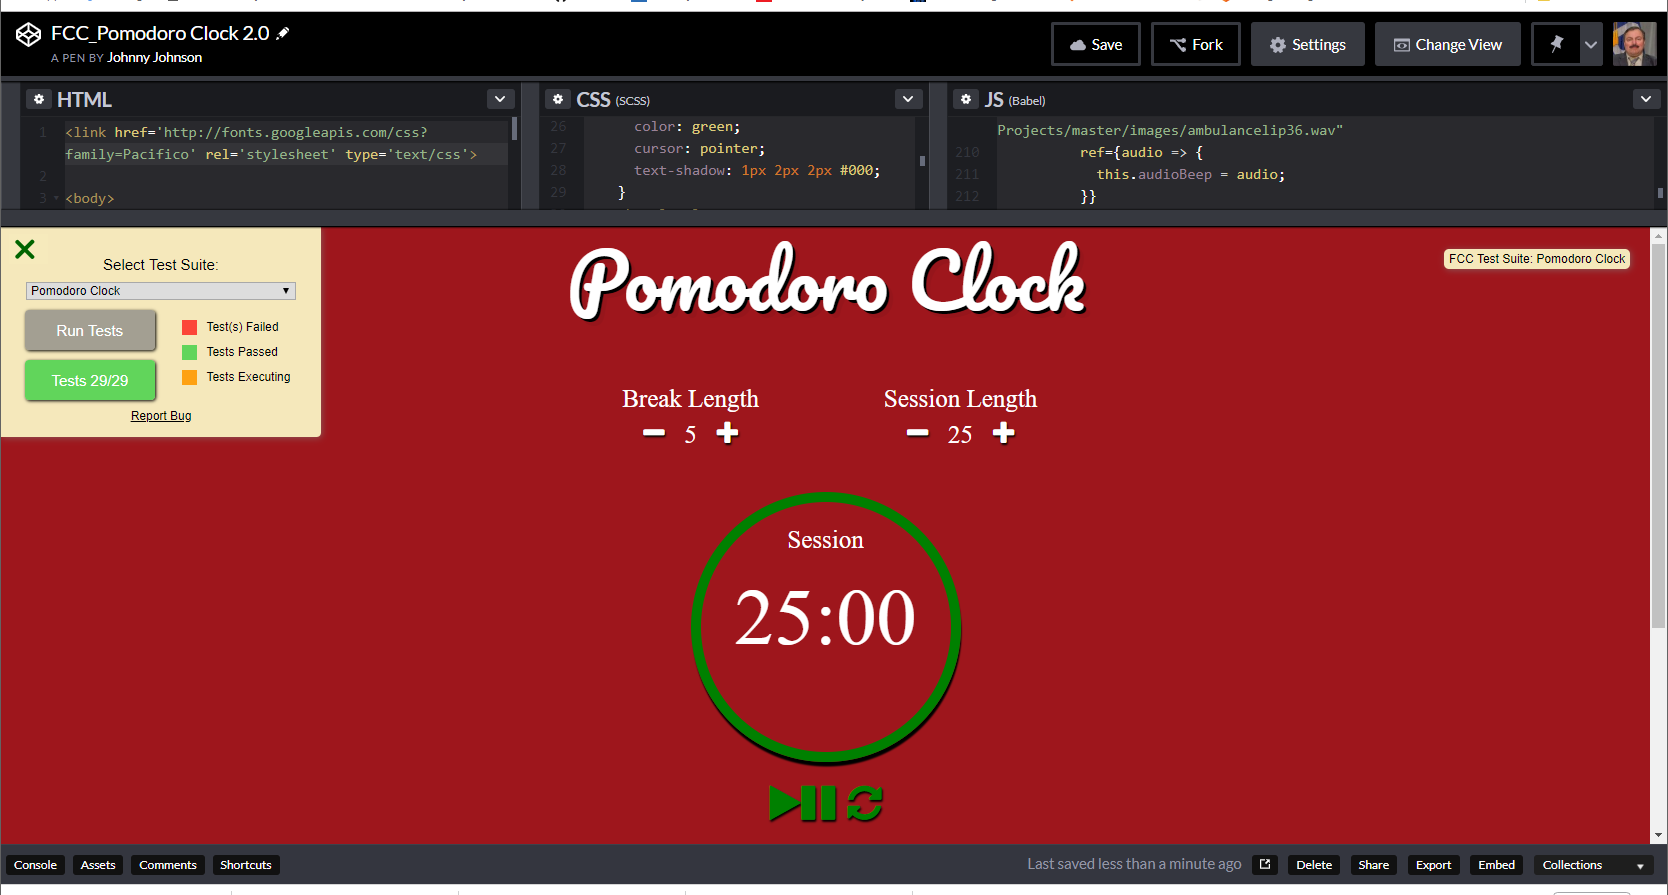 FCC_Pomodoro Clock 2.0
A PEN BY Johnny Johnson
Save
Fork
Settings
Change View
HTML
1 <link href='http://fonts.googleapis.com/css?
family=Pacifico' rel='stylesheet' type='text/css'>
2
3 <body>
CSS (SCSS)
26 color: green;
27 cursor: pointer;
28 text-shadow: 1px 2px 2px #000;
29 }
JS (Babel)
Projects/master/images/ambulancelip36.wav"
210 ref={audio => {
211 this.audioBeep = audio;
212 }}
Select Test Suite:
Pomodoro Clock
Run Tests
Tests 29/29
Test(s) Failed
Tests Passed
Tests Executing
Report Bug
Pomodoro Clock
FCC Test Suite: Pomodoro Clock
Break Length
5
Session Length
25
Session
25:00
Console
Assets
Comments
Shortcuts
Last saved less than a minute ago
Delete
Share
Export
Embed
Collections